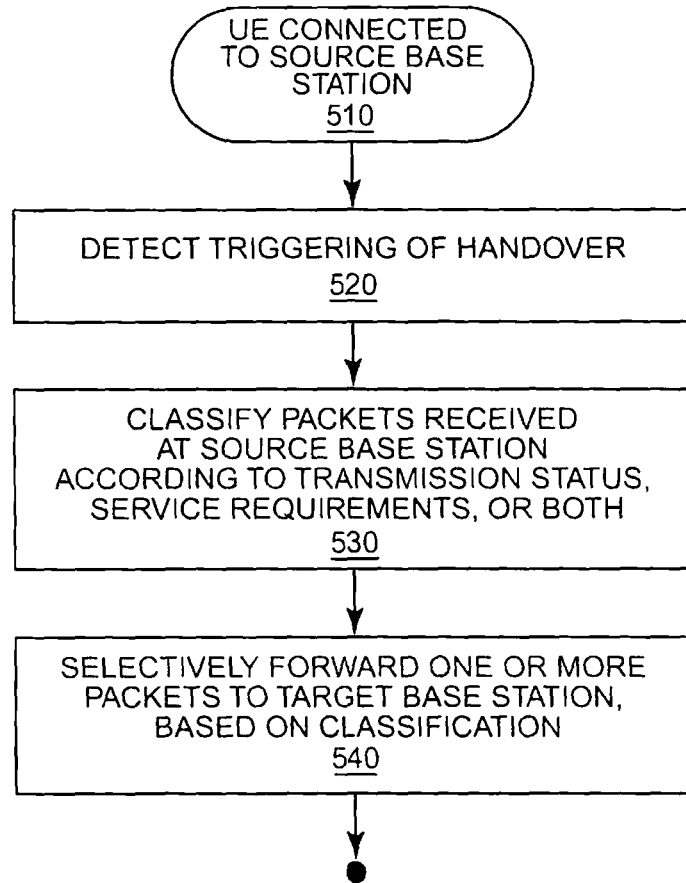 UE CONNECTED
TO SOURCE BASE
STATION
510
DETECT TRIGGERING OF HANDOVER
520
CLASSIFY PACKETS RECEIVED
AT SOURCE BASE STATION
ACCORDING TO TRANSMISSION STATUS,
SERVICE REQUIREMENTS, OR BOTH
530
SELECTIVELY FORWARD ONE OR MORE
PACKETS TO TARGET BASE STATION,
BASED ON CLASSIFICATION
540